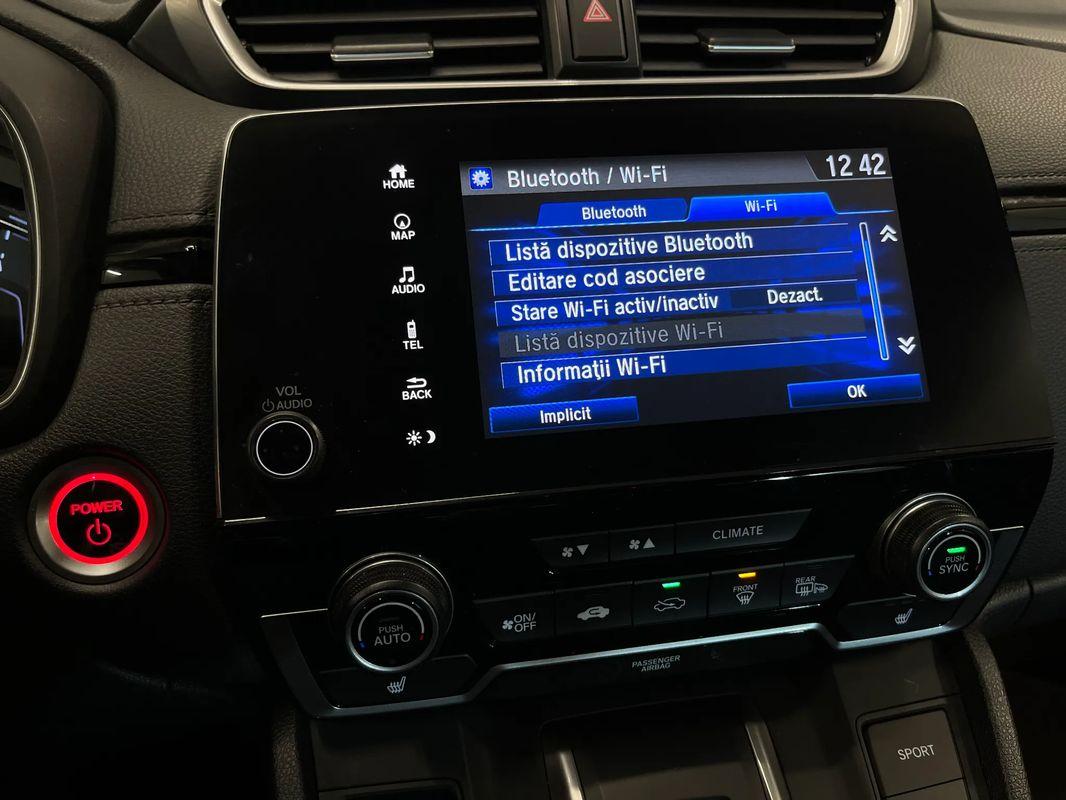 Bluetooth / Wi-Fi
12 42
Bluetooth
Wi-Fi
Listă dispozitive Bluetooth
Editare cod asociere
Stare Wi-Fi activ/inactiv
Dezact.
Listă dispozitive Wi-Fi
Informaţii Wi-Fi
Implicit
OK
HOME
MAP
AUDIO
TEL
BACK
VOL
AUDIO
POWER
CLIMATE
ON/
OFF
FRONT
REAR
PUSH
AUTO
PUSH
SYNC
PASSENGER
AIRBAG
SPORT